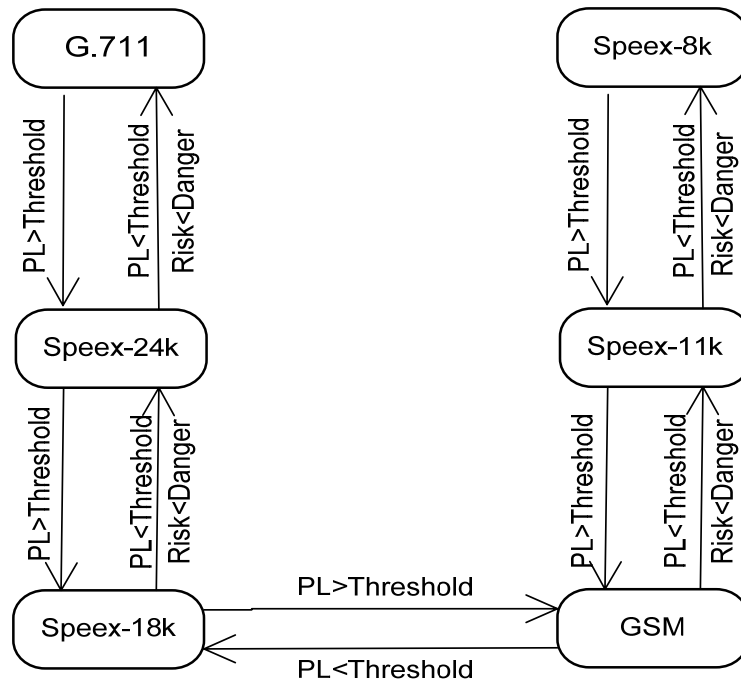 G.711
Speex-8k
PL>Threshold
PL<Threshold
Risk<Danger
PL>Threshold
PL<Threshold
Risk<Danger
Speex-24k
Speex-11k
PL>Threshold
PL<Threshold
Risk<Danger
PL>Threshold
PL<Threshold
Risk<Danger
Speex-18k
PL>Threshold
GSM
PL<Threshold